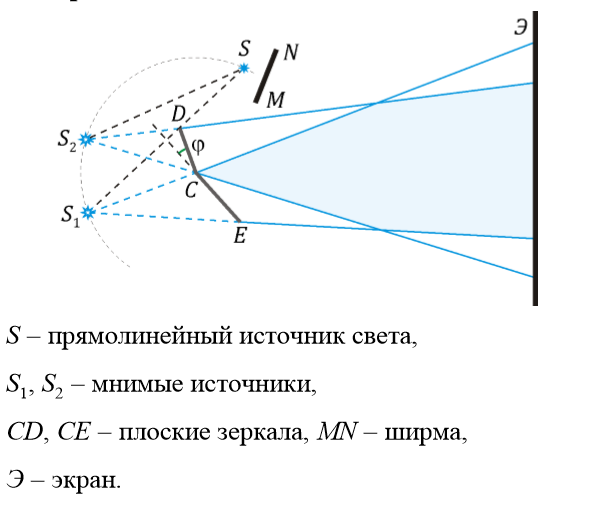 Э
S
N
M
D
S₂
φ
C
S₁
E
S – прямолинейный источник света,
S₁, S₂ – мнимые источники,
CD, CE – плоские зеркала, MN – ширма,
Э – экран.